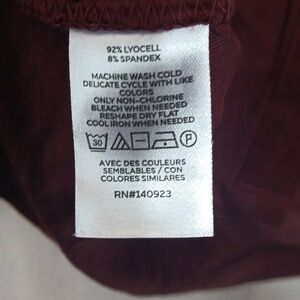 92% LYOCELL
8% SPANDEX
MACHINE WASH COLD
DELICATE CYCLE WITH LIKE
COLORS
ONLY NON-CHLORINE
BLEACH WHEN NEEDED
RESHAPE DRY FLAT
COOL IRON WHEN NEEDED
30 P
AVEC DES COULEURS
SEMBLABLES / CON
COLORES SIMILARES
RN#140923